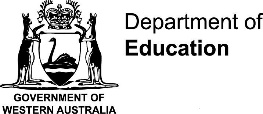 Department of
Education
GOVERNMENT OF
WESTERN AUSTRALIA